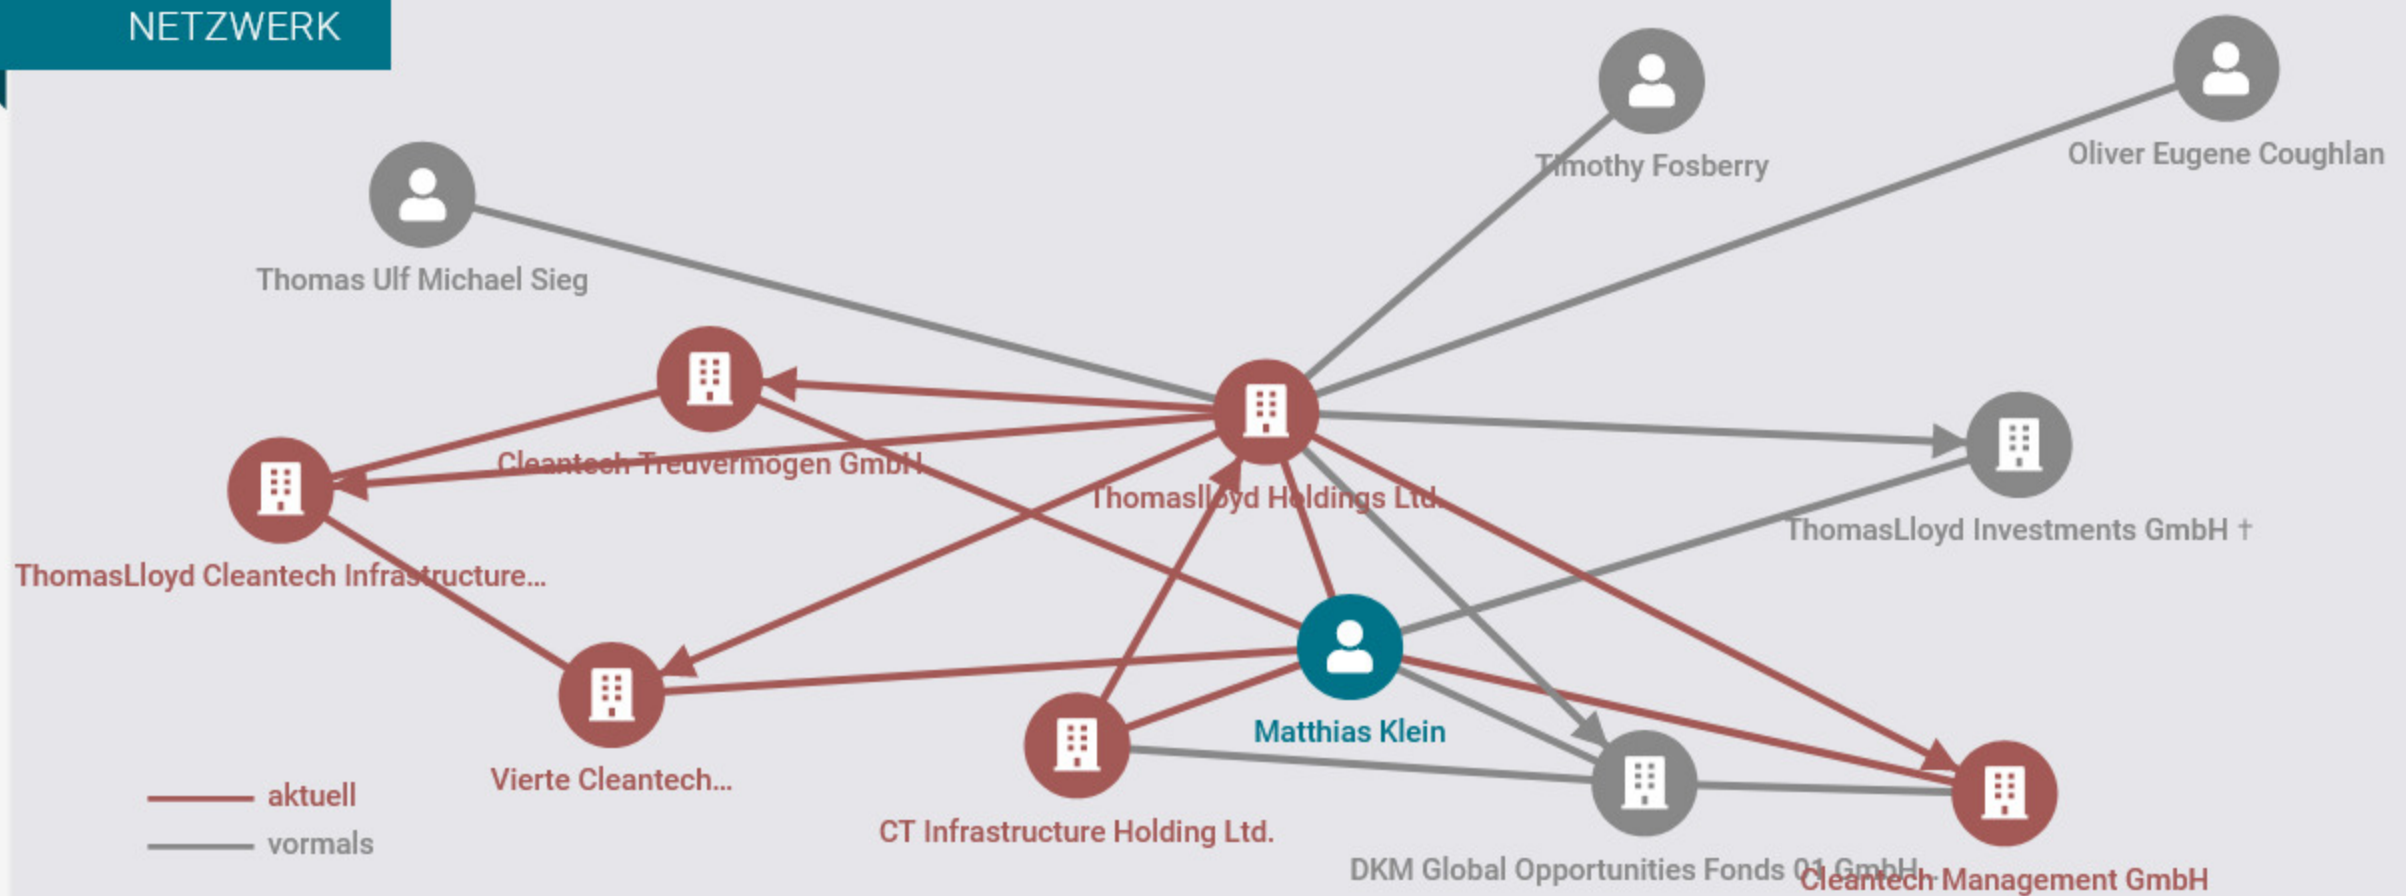 NETZWERK
Timothy Fosberry
Oliver Eugene Coughlan
Thomas Ulf Michael Sieg
Cleantech Treuvermögen GmbH
Thomaslloyd Holdings Ltd.
ThomasLloyd Investments GmbH †
ThomasLloyd Cleantech Infrastructure...
Matthias Klein
Vierte Cleantech...
aktuell
CT Infrastructure Holding Ltd.
vormals
DKM Global Opportunities Fonds 01 GmbH...
Cleantech Management GmbH